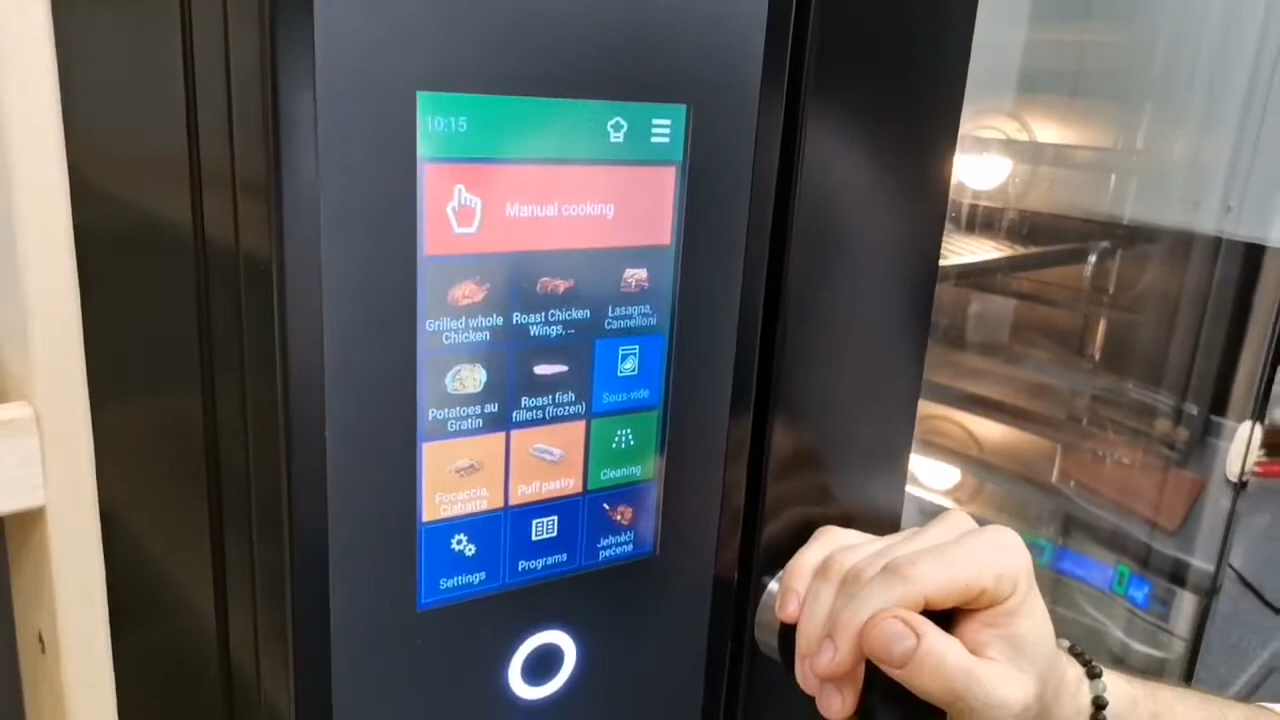 10:15
Manual cooking
Grilled whole
Chicken
Roast Chicken
Wings, ..
Lasagna,
Cannelloni
Potatoes au
Gratin
Roast fish
fillets (frozen)
Sous-vide
Focaccia,
Ciabatta
Puff pastry
Cleaning
Settings
Programs
Jehněčí
pečeně